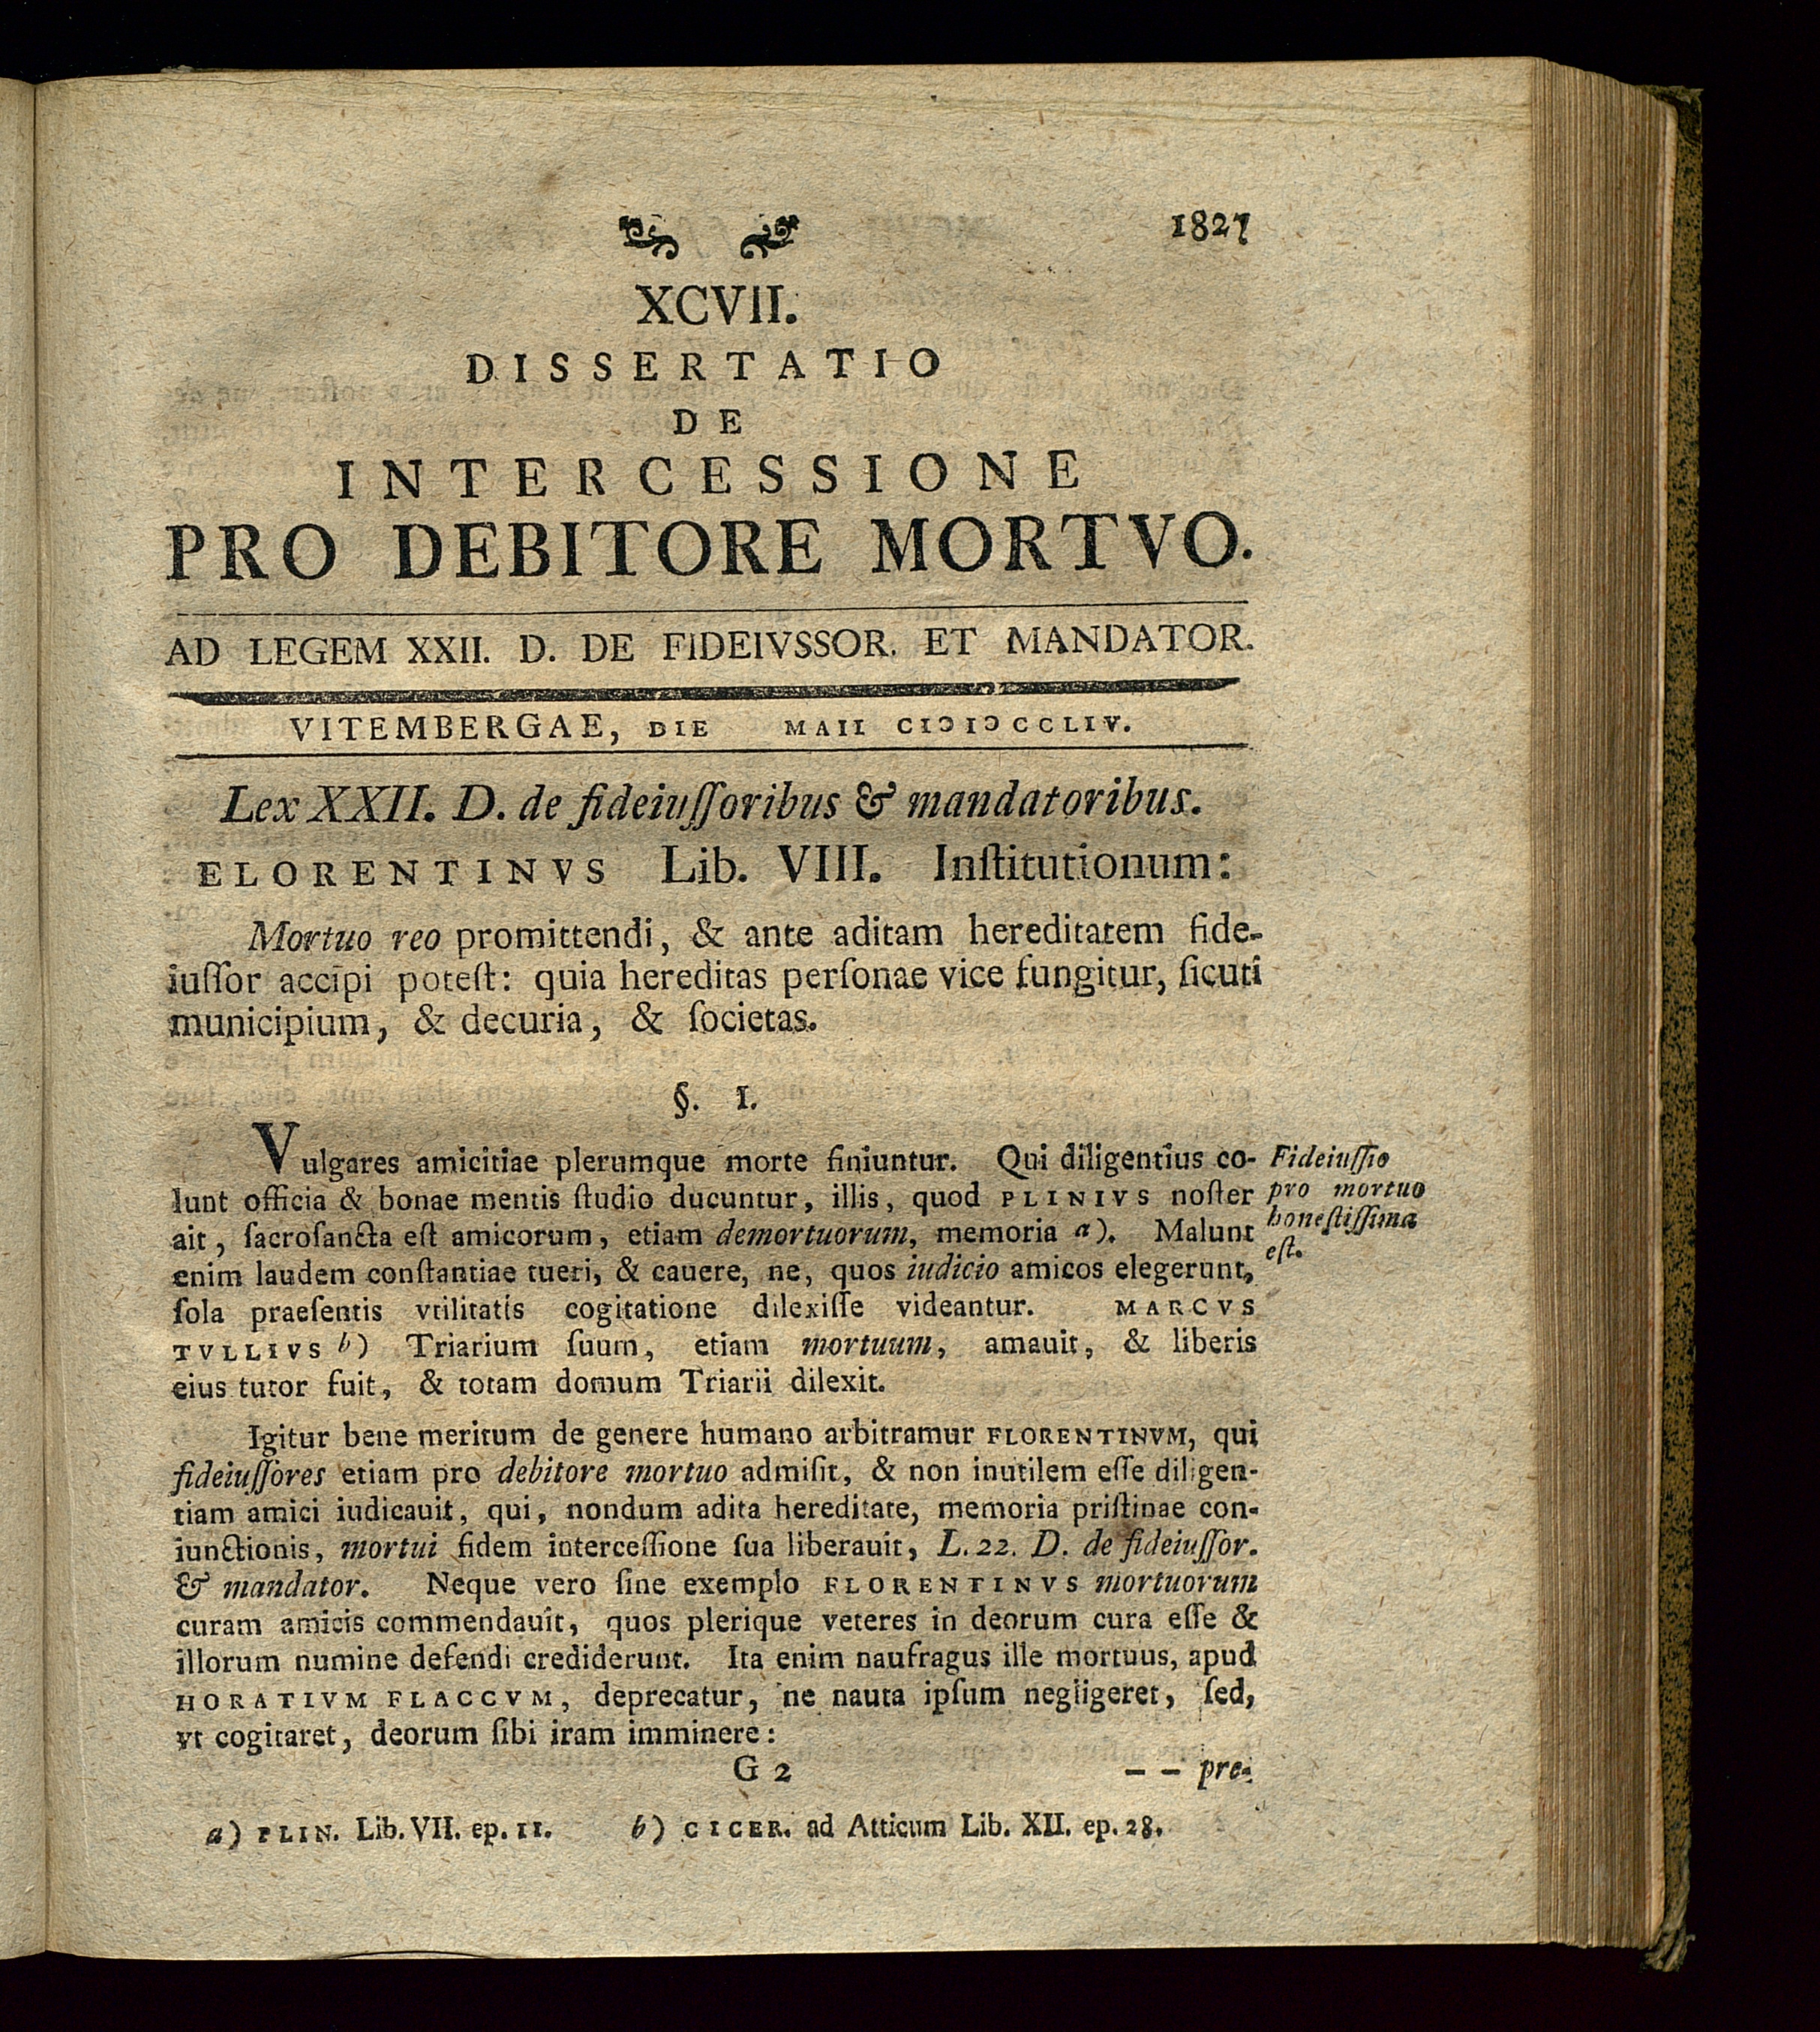 1827
XCVII.
DISSERTATIO
DE
INTERCESSIONE
PRO DEBITORE MORTVO.
AD LEGEM XXII. D. DE FIDEIVSSOR. ET MANDATOR.
VITEMBERGAE, DIE MAII CIↃIↃCCLIV.
Lex XXII. D. de fideiuſſoribus & mandatoribus.
ELORENTINVS Lib. VIII. Inſtitutionum:
Mortuo reo promittendi, & ante aditam hereditatem fide-
iuſſor accipi poteſt: quia hereditas perſonae vice fungitur, ſicuti
municipium, & decuria, & ſocietas.
§. I.
Vulgares amicitiae plerumque morte finiuntur. Qui diligentius co-
lunt officia & bonae mentis ſtudio ducuntur, illis, quod PLINIVS noſter
ait, ſacroſancta eſt amicorum, etiam demortuorum, memoria a). Malunt
enim laudem conſtantiae tueri, & cauere, ne, quos iudicio amicos elegerunt,
ſola praeſentis vtilitatis cogitatione dilexiſſe videantur. MARCVS
TVLLIVS b) Triarium ſuum, etiam mortuum, amauit, & liberis
eius tutor fuit, & totam domum Triarii dilexit.
Fideiuſſio
pro mortuo
honeſtiſſima
eſt.
Igitur bene meritum de genere humano arbitramur FLORENTINVM, qui
fideiuſſores etiam pro debitore mortuo admiſit, & non inutilem eſſe diligen-
tiam amici iudicauit, qui, nondum adita hereditate, memoria priſtinae con-
iunctionis, mortui fidem interceſſione ſua liberauit, L. 22. D. de fideiuſſor.
& mandator. Neque vero ſine exemplo FLORENTINVS mortuorum
curam amicis commendauit, quos plerique veteres in deorum cura eſſe &
illorum numine defendi crediderunt. Ita enim naufragus ille mortuus, apud
HORATIVM FLACCVM, deprecatur, ne nauta ipſum negligeret, ſed,
vt cogitaret, deorum ſibi iram imminere:
G 2
– – pre-
a) PLIN. Lib. VII. ep. 11. b) CICER. ad Atticum Lib. XII. ep. 28.